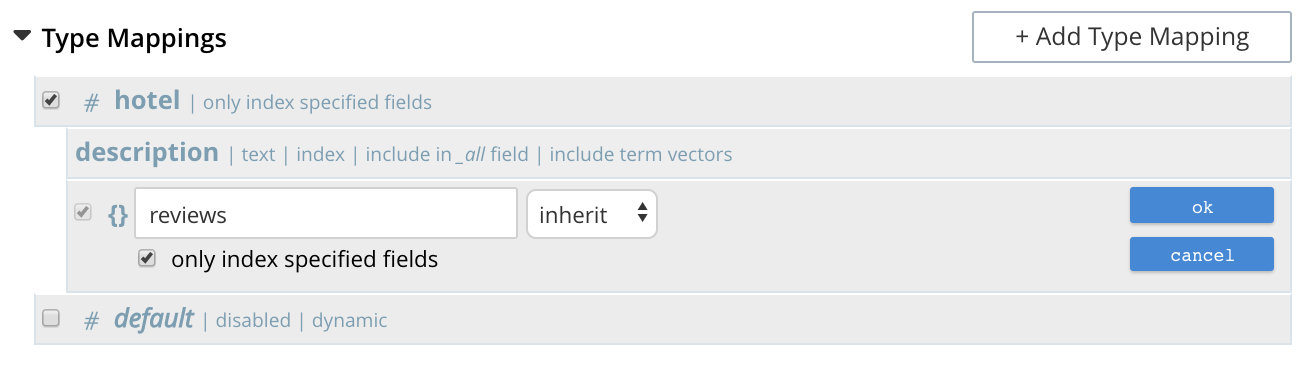 Type Mappings
+ Add Type Mapping
# hotel | only index specified fields
description | text | index | include in _all field | include term vectors
{} reviews inherit ok
only index specified fields cancel
# default | disabled | dynamic